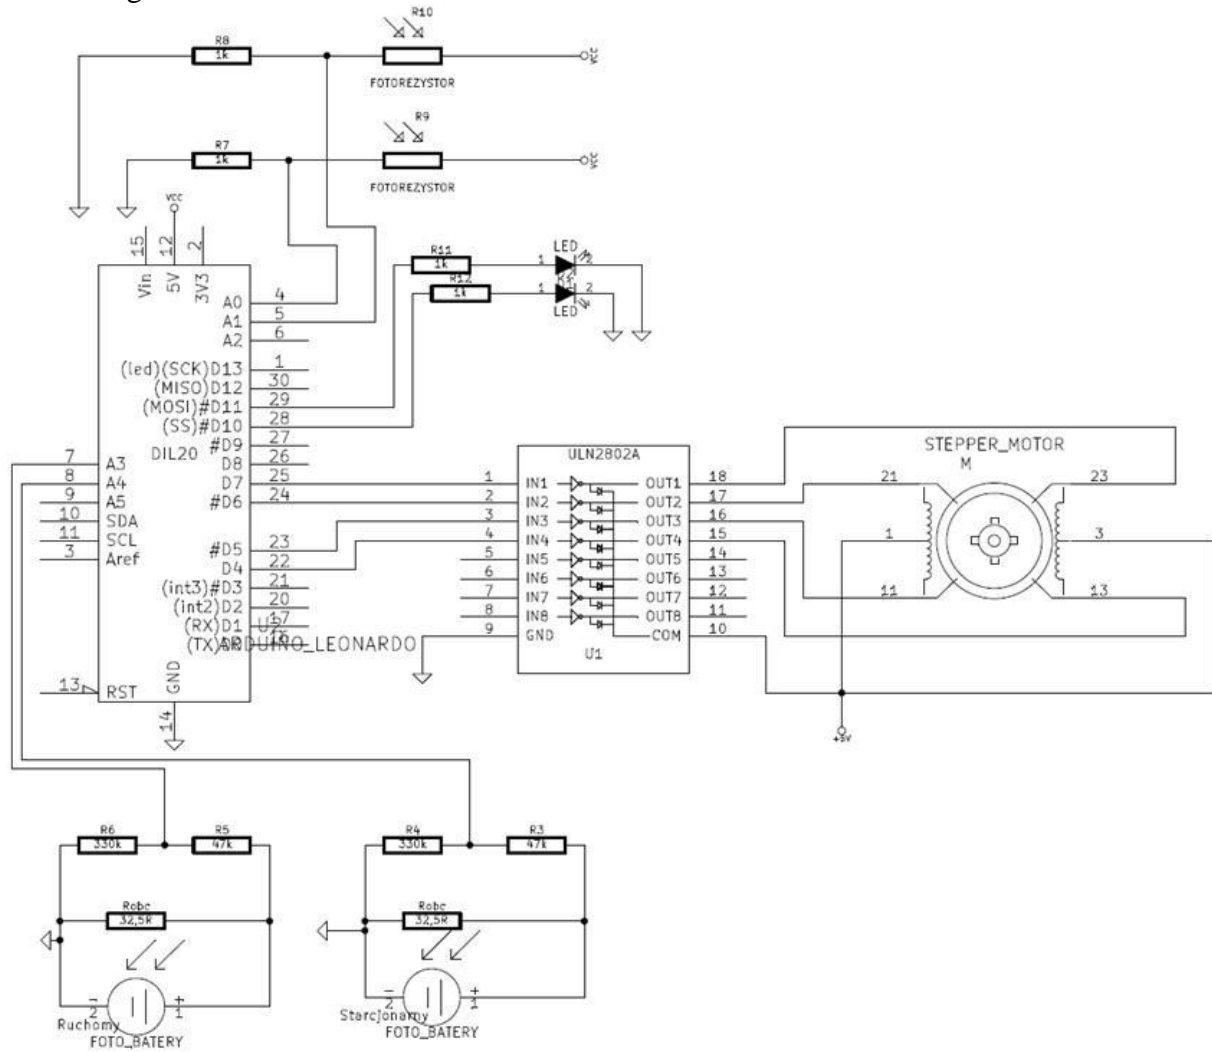 R10
R8
1k
VCC
FOTOREZYSTOR
R9
R7
1k
VCC
FOTOREZYSTOR
VCC
15 12 2
Vin 5V 3V3
R11
1k
LED
1 2
R12
1k
1 2
LED
A0 4
A1 5
A2 6
(led)(SCK)D13 1
(MISO)D12 30
(MOSI)#D11 29
(SS)#D10 28
#D9 27
DIL20
D8 26
D7 25
#D6 24
#D5 23
D4 22
(int3)#D3 21
(int2)D2 20
(RX)D1 17
ARDUINO_LEONARDO
7 A3
8 A4
9 A5
10 SDA
11 SCL
3 Aref
13 RST
GND
14
ULN2802A
1 IN1 OUT1 18
2 IN2 OUT2 17
3 IN3 OUT3 16
4 IN4 OUT4 15
5 IN5 OUT5 14
6 IN6 OUT6 13
7 IN7 OUT7 12
8 IN8 OUT8 11
9 GND COM 10
U1
STEPPER_MOTOR
M
21 23
1 3
11 13
R6
330k
R5
47k
R4
330k
R3
47k
Robc
32,5R
Robc
32,5R
− +
2 1
Ruchomy
FOTO_BATERY
− +
2 1
Starcjonarny
FOTO_BATERY